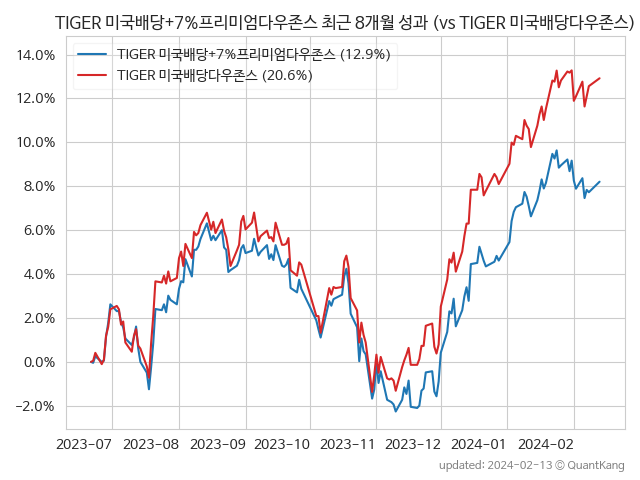 TIGER 미국배당+7%프리미엄다우존스 최근 8개월 성과 (vs TIGER 미국배당다우존스)
TIGER 미국배당+7%프리미엄다우존스 (12.9%)
TIGER 미국배당다우존스 (20.6%)
14.0%
12.0%
10.0%
8.0%
6.0%
4.0%
2.0%
0.0%
−2.0%
2023-07 2023-08 2023-09 2023-10 2023-11 2023-12 2024-01 2024-02
updated: 2024-02-13 © QuantKang